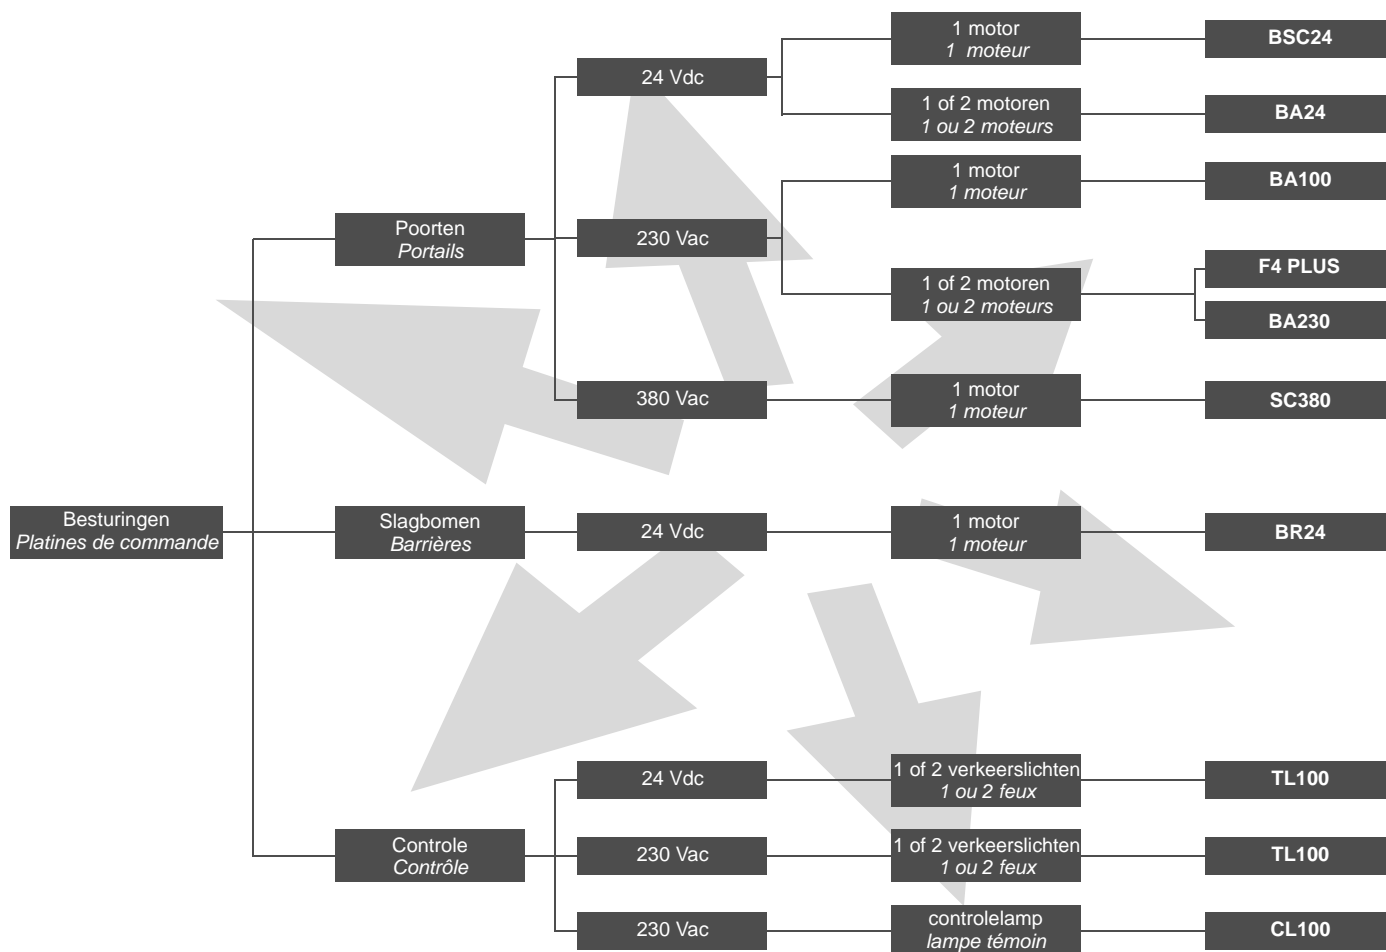 Besturingen
Platines de commande
Poorten
Portails
24 Vdc
1 motor
1 moteur
BSC24
1 of 2 motoren
1 ou 2 moteurs
BA24
230 Vac
1 motor
1 moteur
BA100
1 of 2 motoren
1 ou 2 moteurs
F4 PLUS
BA230
380 Vac
1 motor
1 moteur
SC380
Slagbomen
Barrières
24 Vdc
1 motor
1 moteur
BR24
Controle
Contrôle
24 Vdc
1 of 2 verkeerslichten
1 ou 2 feux
TL100
230 Vac
1 of 2 verkeerslichten
1 ou 2 feux
TL100
230 Vac
controlelamp
lampe témoin
CL100